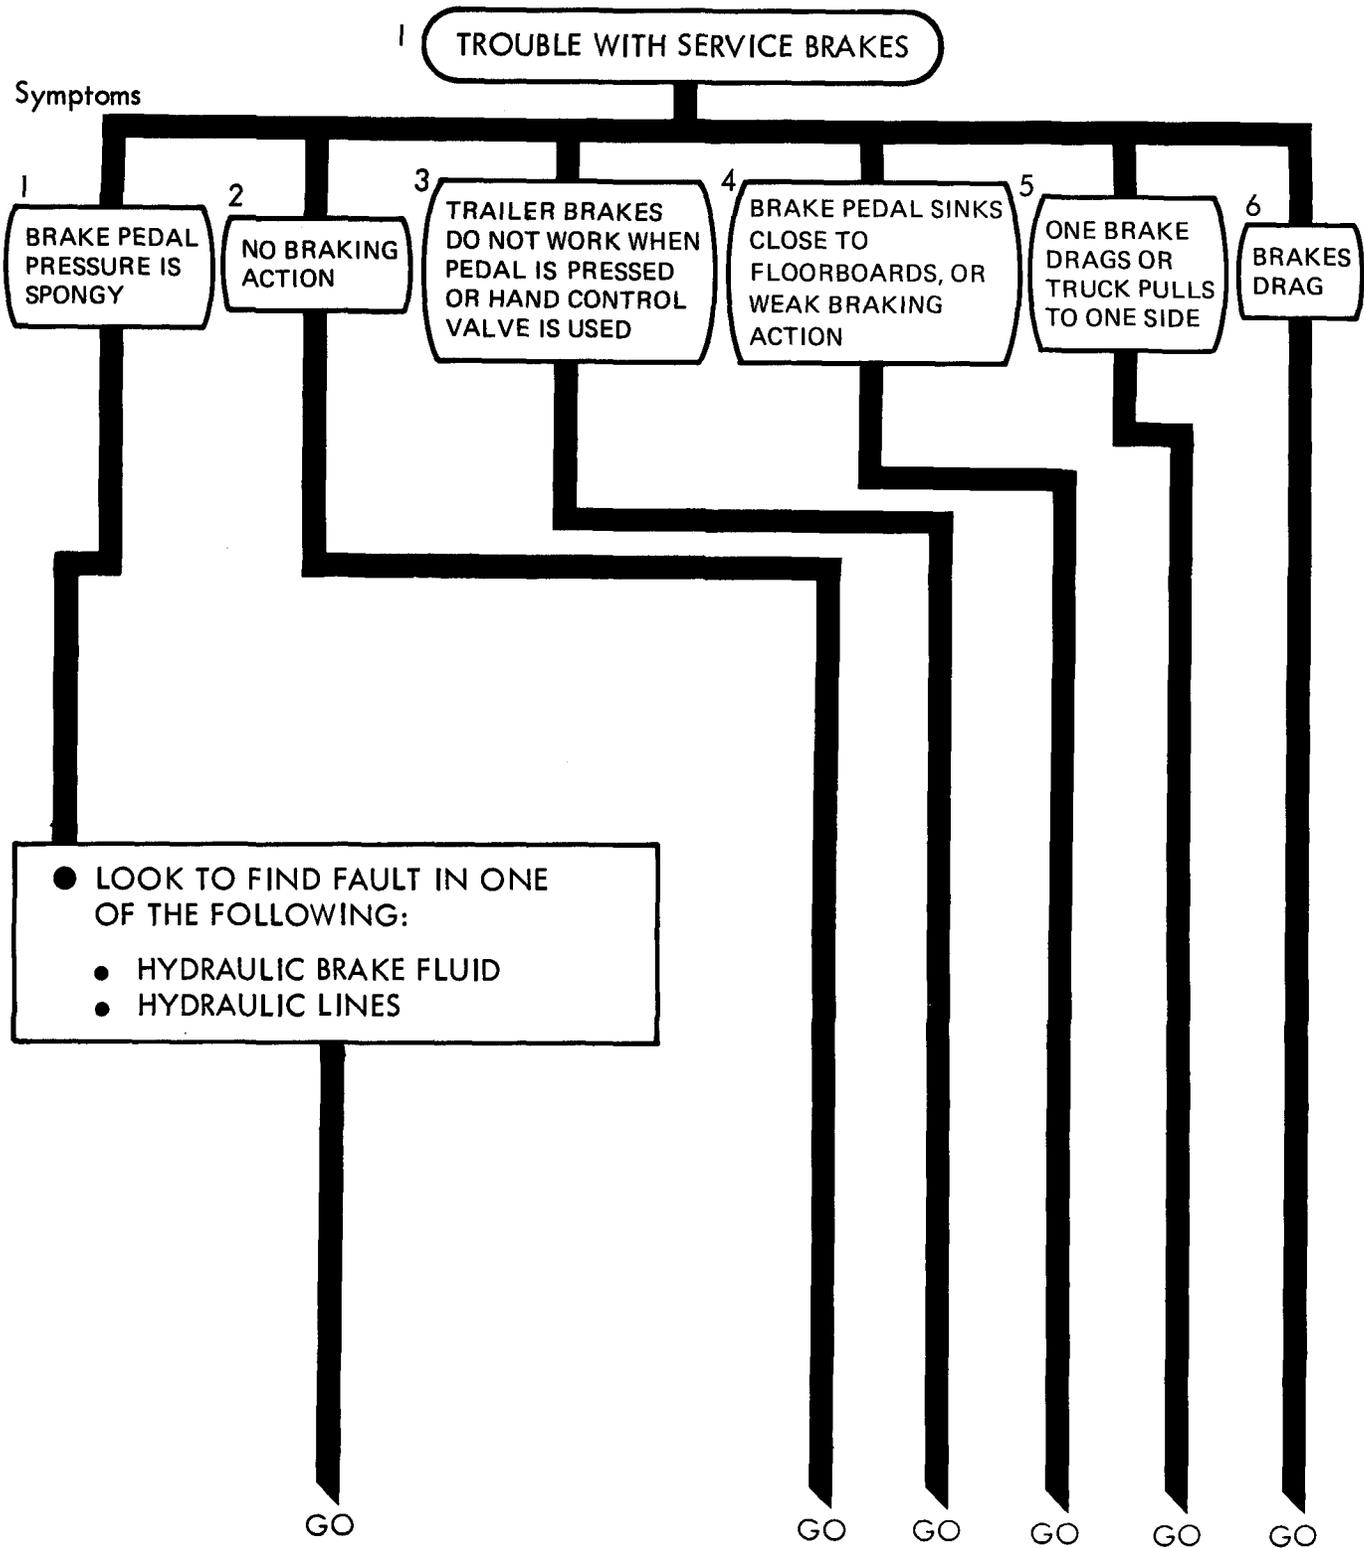 1
TROUBLE WITH SERVICE BRAKES
Symptoms
1
BRAKE PEDAL
PRESSURE IS
SPONGY
2
NO BRAKING
ACTION
3
TRAILER BRAKES
DO NOT WORK WHEN
PEDAL IS PRESSED
OR HAND CONTROL
VALVE IS USED
4
BRAKE PEDAL SINKS
CLOSE TO
FLOORBOARDS, OR
WEAK BRAKING
ACTION
5
ONE BRAKE
DRAGS OR
TRUCK PULLS
TO ONE SIDE
6
BRAKES
DRAG
● LOOK TO FIND FAULT IN ONE
OF THE FOLLOWING:
● HYDRAULIC BRAKE FLUID
● HYDRAULIC LINES
GO
GO
GO
GO
GO
GO